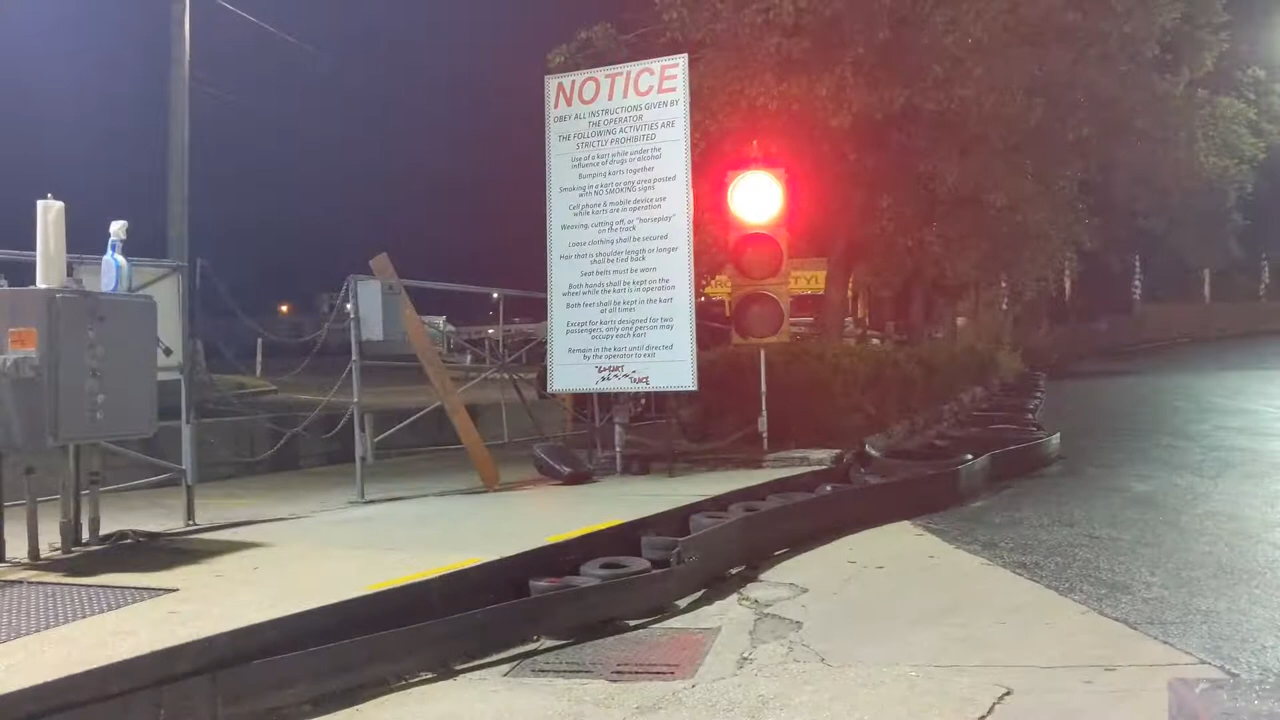 NOTICE
OBEY ALL INSTRUCTIONS GIVEN BY
THE OPERATOR
THE FOLLOWING ACTIVITIES ARE
STRICTLY PROHIBITED
Use of a kart while under the
influence of drugs or alcohol
Bumping karts together
Smoking in a kart or any area posted
with NO SMOKING signs
Cell phone & mobile device use
while karts are in operation
Weaving, cutting off, or "horseplay"
on the track
Loose clothing shall be secured
Hair that is shoulder length or longer
shall be tied back
Seat belts must be worn
Both hands shall be kept on the
wheel while the kart is in operation
Both feet shall be kept in the kart
at all times
Except for karts designed for two
passengers, only one person may
occupy each kart
Remain in the kart until directed
by the operator to exit
GO-KART
TRACK